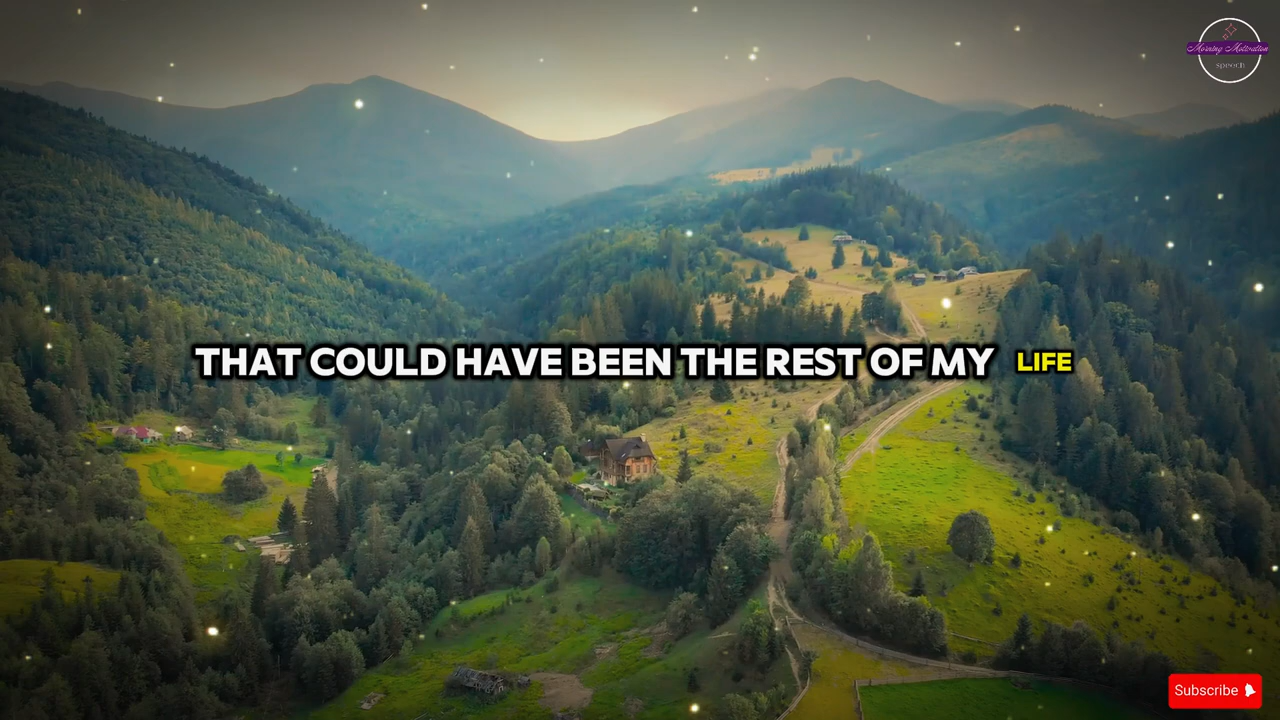 Morning Motivation
speech
THAT COULD HAVE BEEN THE REST OF MY LIFE
Subscribe